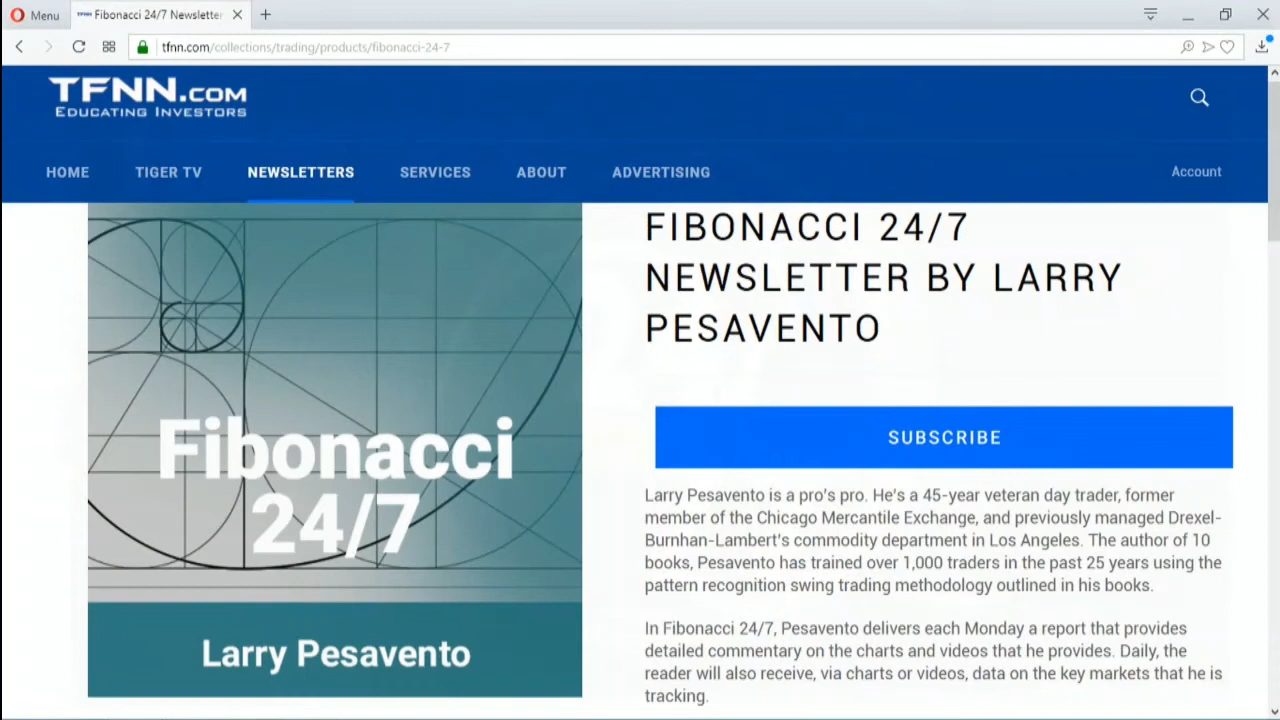 Menu
TFNN Fibonacci 24/7 Newsletter
tfnn.com/collections/trading/products/fibonacci-24-7
TFNN.COM
EDUCATING INVESTORS
HOME TIGER TV NEWSLETTERS SERVICES ABOUT ADVERTISING Account
Fibonacci
24/7
Larry Pesavento
FIBONACCI 24/7
NEWSLETTER BY LARRY
PESAVENTO
SUBSCRIBE
Larry Pesavento is a pro's pro. He's a 45-year veteran day trader, former
member of the Chicago Mercantile Exchange, and previously managed Drexel-
Burnhan-Lambert's commodity department in Los Angeles. The author of 10
books, Pesavento has trained over 1,000 traders in the past 25 years using the
pattern recognition swing trading methodology outlined in his books.
In Fibonacci 24/7, Pesavento delivers each Monday a report that provides
detailed commentary on the charts and videos that he provides. Daily, the
reader will also receive, via charts or videos, data on the key markets that he is
tracking.